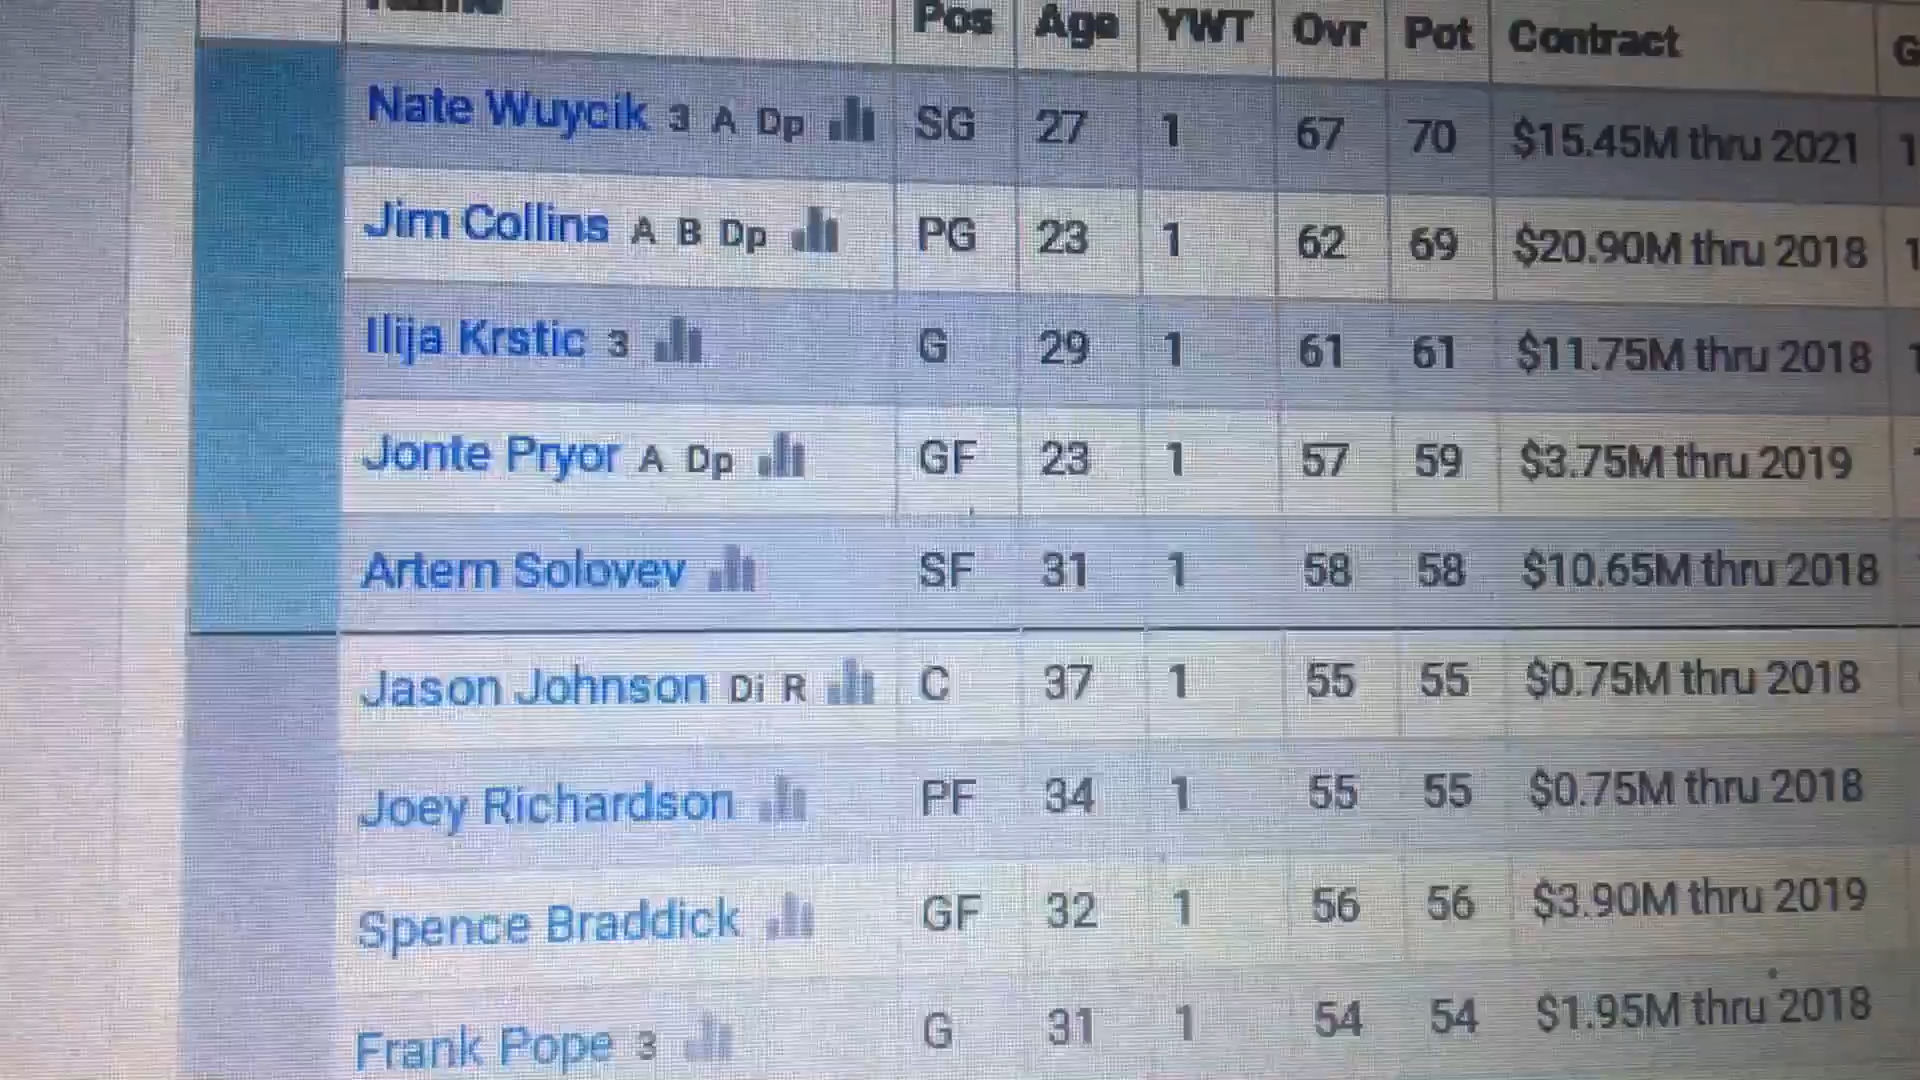 Name Pos Age YWT Ovr Pot Contract G
Nate Wuycik 3 A Dp SG 27 1 67 70 $15.45M thru 2021 1
Jim Collins A B Dp PG 23 1 62 69 $20.90M thru 2018 1
Ilija Krstic 3 G 29 1 61 61 $11.75M thru 2018 1
Jonte Pryor A Dp GF 23 1 57 59 $3.75M thru 2019
Artem Solovev SF 31 1 58 58 $10.65M thru 2018
Jason Johnson Di R C 37 1 55 55 $0.75M thru 2018
Joey Richardson PF 34 1 55 55 $0.75M thru 2018
Spence Braddick GF 32 1 56 56 $3.90M thru 2019
Frank Pope 3 G 31 1 54 54 $1.95M thru 2018